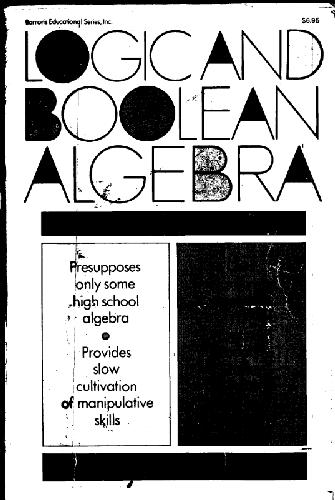 Barron's Educational Series, Inc.
$6.95
LOGIC AND
BOOLEAN
ALGEBRA
Presupposes
only some
high school
algebra
Provides
slow
cultivation
of manipulative
skills